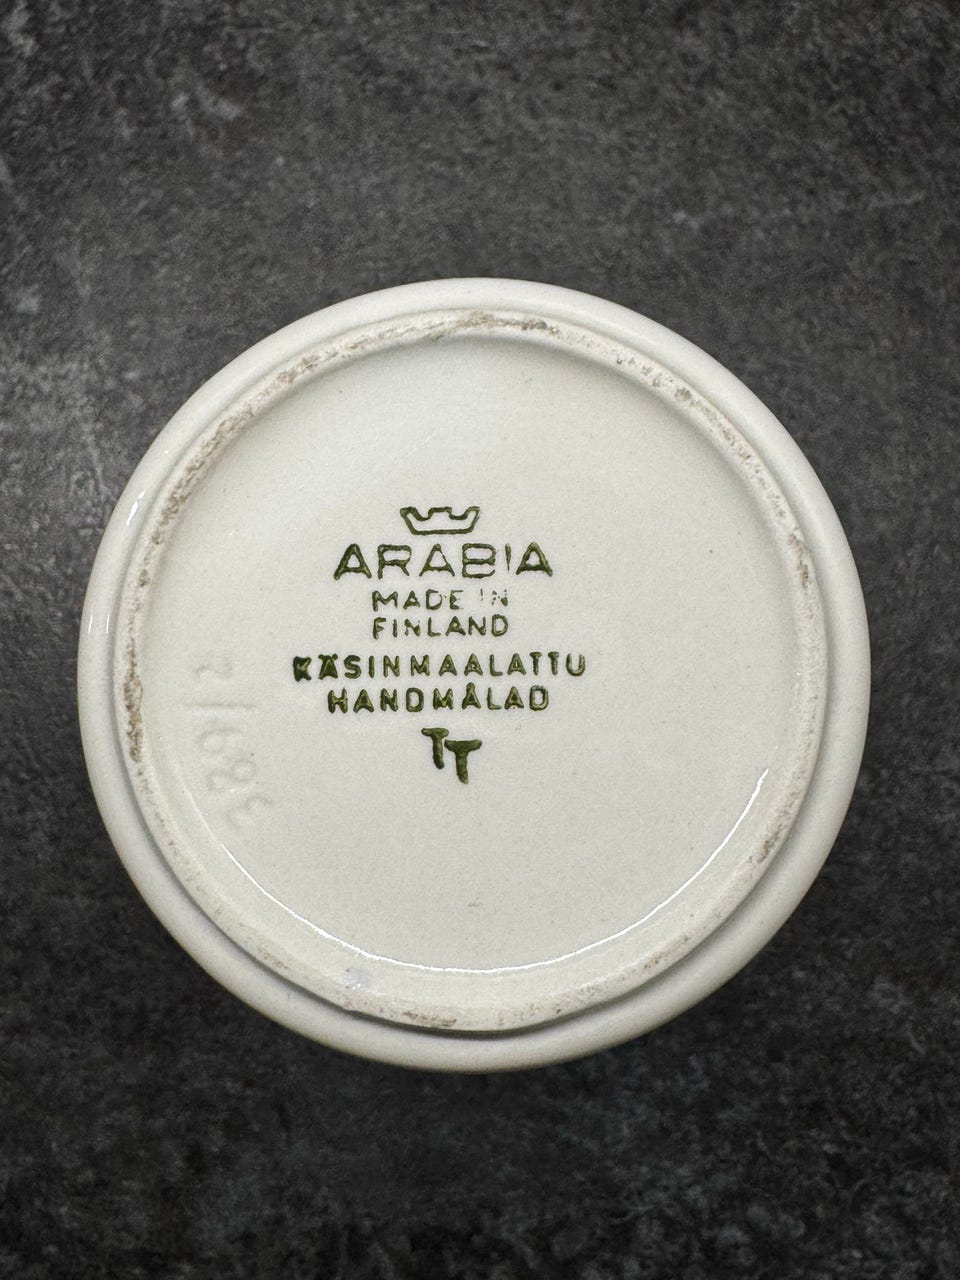 ARABIA
MADE IN
FINLAND
KÄSINMAALATTU
HANDMÅLAD
TT